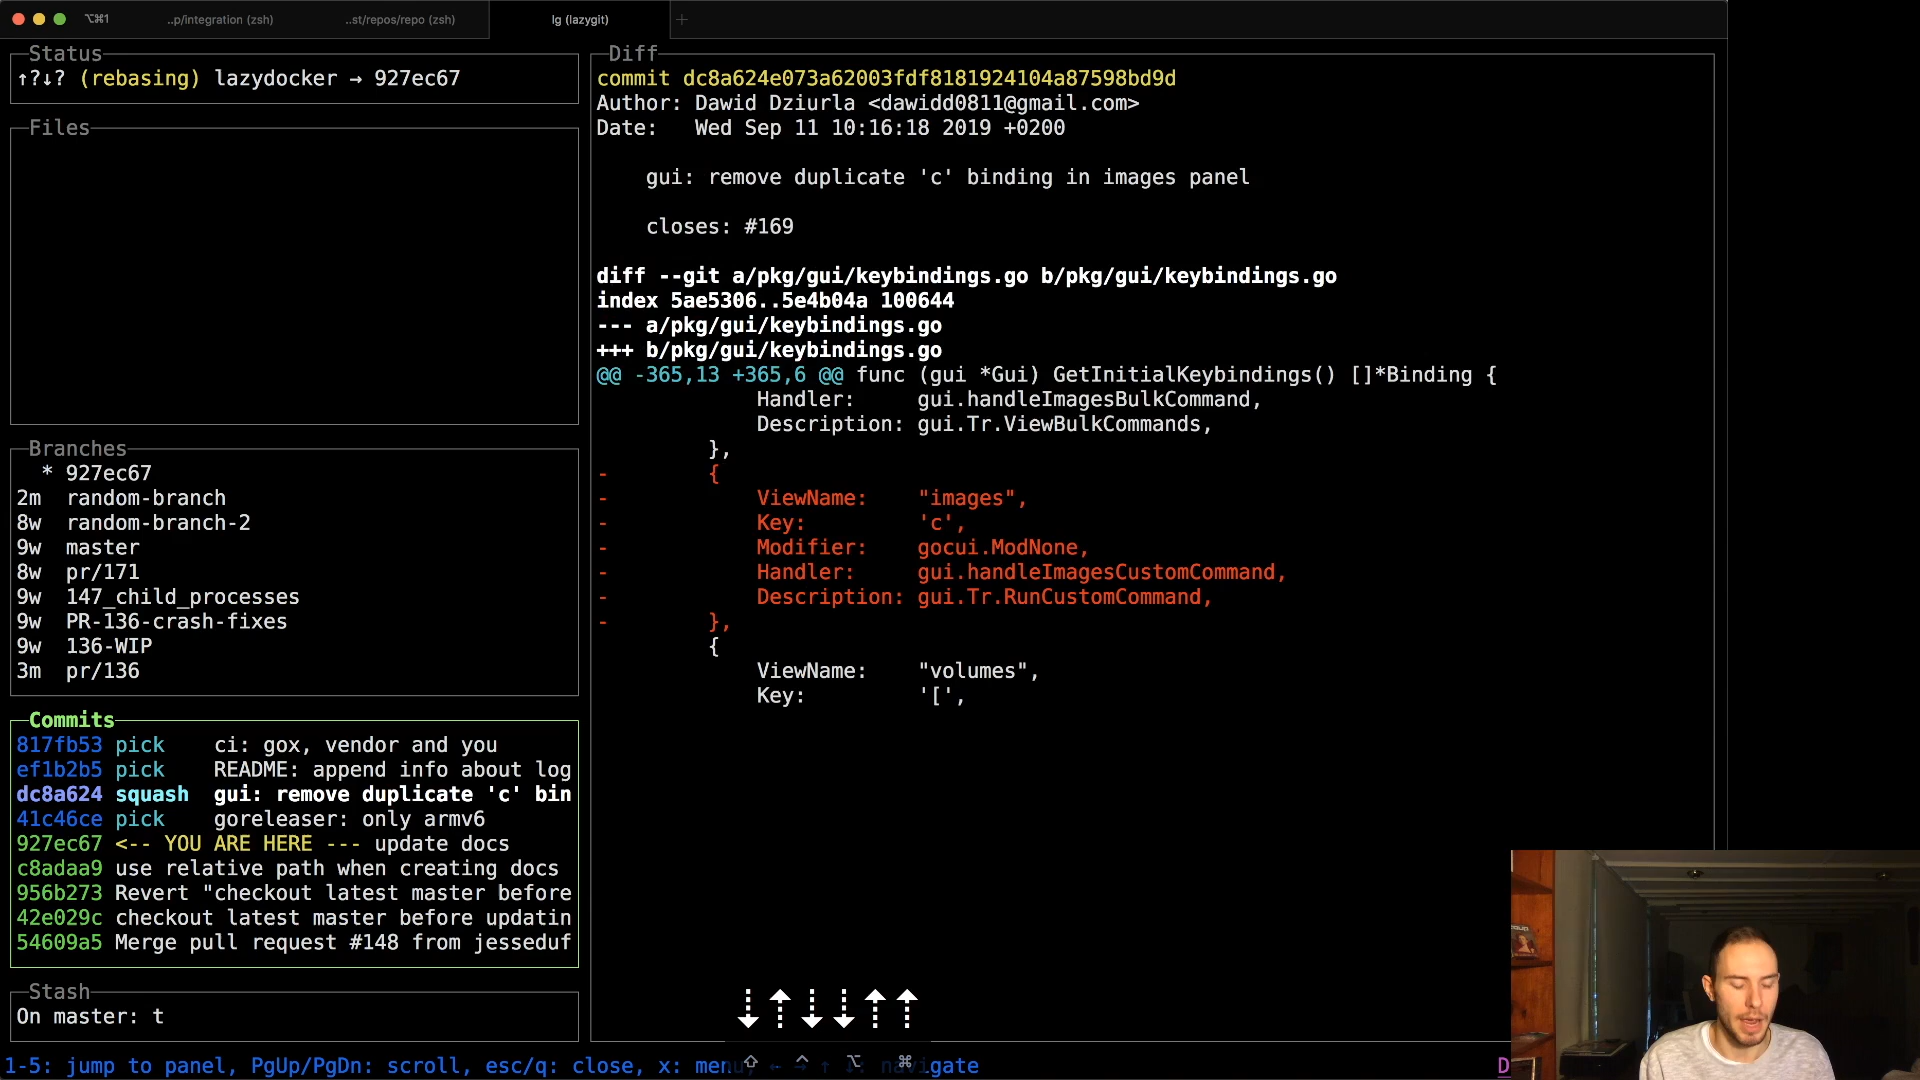 ⌥⌘1
..p/integration (zsh)
..st/repos/repo (zsh)
lg (lazygit)
+
Status
↑?↓? (rebasing) lazydocker → 927ec67
Files
Branches
* 927ec67
2m random-branch
8w random-branch-2
9w master
8w pr/171
9w 147_child_processes
9w PR-136-crash-fixes
9w 136-WIP
3m pr/136
Commits
817fb53 pick ci: gox, vendor and you
ef1b2b5 pick README: append info about log
dc8a624 squash gui: remove duplicate 'c' bin
41c46ce pick goreleaser: only armv6
927ec67 <-- YOU ARE HERE --- update docs
c8adaa9 use relative path when creating docs
956b273 Revert "checkout latest master before
42e029c checkout latest master before updatin
54609a5 Merge pull request #148 from jesseduf
Stash
On master: t
Diff
commit dc8a624e073a62003fdf8181924104a87598bd9d
Author: Dawid Dziurla <dawidd0811@gmail.com>
Date: Wed Sep 11 10:16:18 2019 +0200
gui: remove duplicate 'c' binding in images panel
closes: #169
diff --git a/pkg/gui/keybindings.go b/pkg/gui/keybindings.go
index 5ae5306..5e4b04a 100644
--- a/pkg/gui/keybindings.go
+++ b/pkg/gui/keybindings.go
@@ -365,13 +365,6 @@ func (gui *Gui) GetInitialKeybindings() []*Binding {
Handler: gui.handleImagesBulkCommand,
Description: gui.Tr.ViewBulkCommands,
},
- {
- ViewName: "images",
- Key: 'c',
- Modifier: gocui.ModNone,
- Handler: gui.handleImagesCustomCommand,
- Description: gui.Tr.RunCustomCommand,
- },
{
ViewName: "volumes",
Key: '[',
⇣⇡⇣⇣⇡⇡
⇧ ⌃ ⌥ ⌘
1-5: jump to panel, PgUp/PgDn: scroll, esc/q: close, x: menu, ← → ↑ ↓: navigate
D